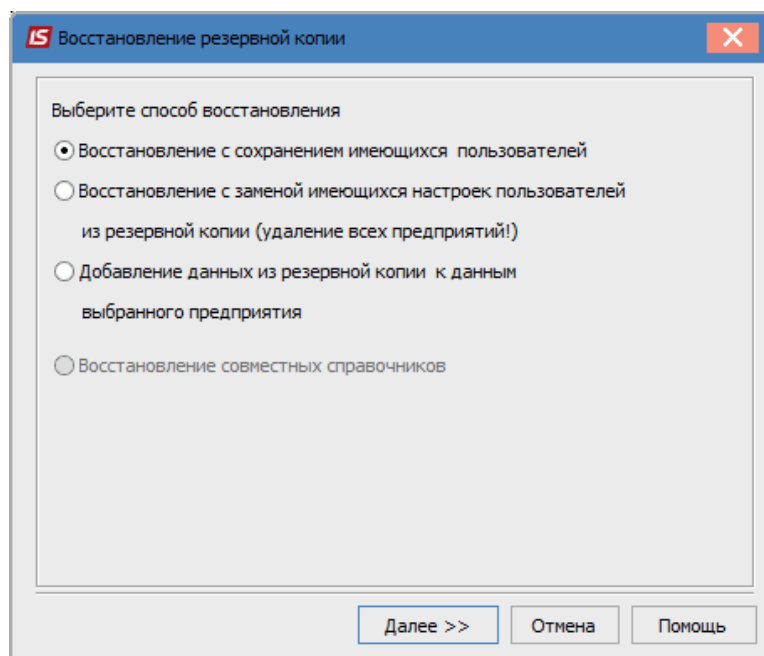 IS Восстановление резервной копии
Выберите способ восстановления
Восстановление с сохранением имеющихся пользователей
Восстановление с заменой имеющихся настроек пользователей
из резервной копии (удаление всех предприятий!)
Добавление данных из резервной копии к данным
выбранного предприятия
Восстановление совместных справочников
Далее >>
Отмена
Помощь